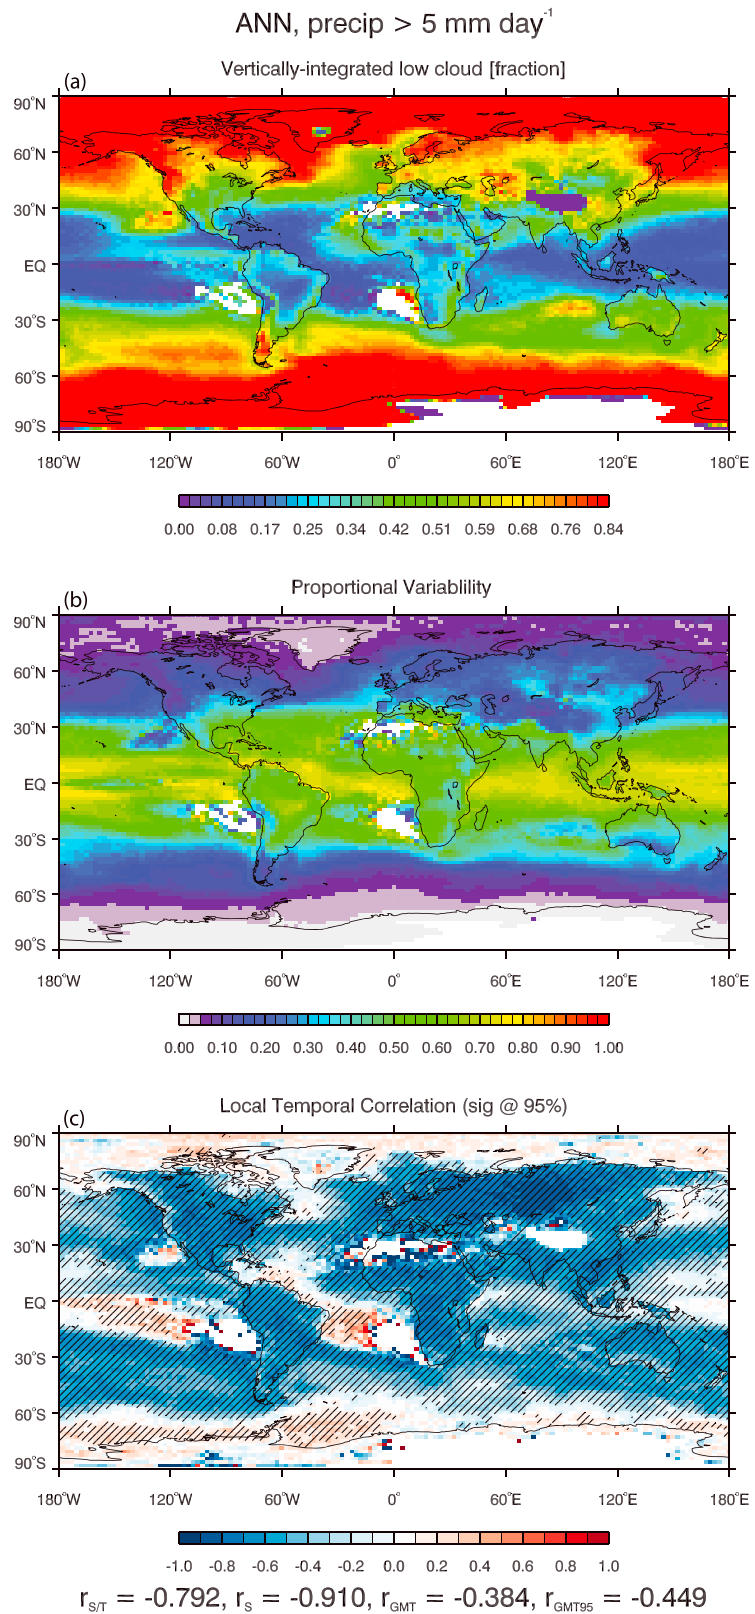 ANN, precip > 5 mm day-1
(a) Vertically-integrated low cloud [fraction]
90°N
60°N
30°N
EQ
30°S
60°S
90°S
180°W 120°W 60°W 0° 60°E 120°E 180°E
0.00 0.08 0.17 0.25 0.34 0.42 0.51 0.59 0.68 0.76 0.84
(b) Proportional Variablility
90°N
60°N
30°N
EQ
30°S
60°S
90°S
180°W 120°W 60°W 0° 60°E 120°E 180°E
0.00 0.10 0.20 0.30 0.40 0.50 0.60 0.70 0.80 0.90 1.00
(c) Local Temporal Correlation (sig @ 95%)
90°N
60°N
30°N
EQ
30°S
60°S
90°S
180°W 120°W 60°W 0° 60°E 120°E 180°E
-1.0 -0.8 -0.6 -0.4 -0.2 0.0 0.2 0.4 0.6 0.8 1.0
rS/T = -0.792, rS = -0.910, rGMT = -0.384, rGMT95 = -0.449